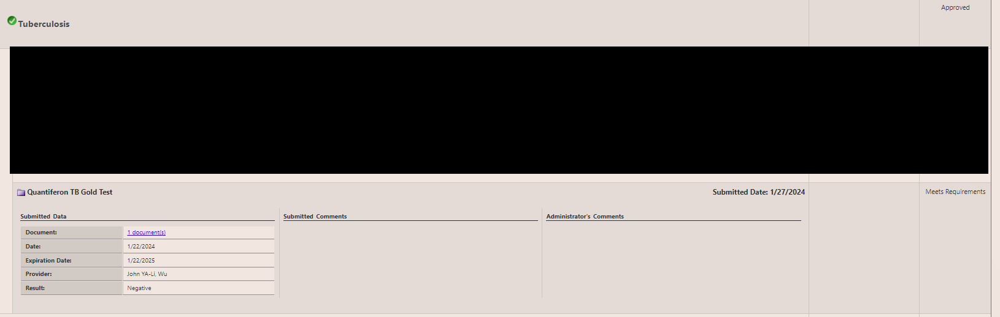 Approved
Tuberculosis
Quantiferon TB Gold Test Submitted Date: 1/27/2024 Meets Requirements
Submitted Data Submitted Comments Administrator's Comments
Document: 1 document(s)
Date: 1/22/2024
Expiration Date: 1/22/2025
Provider: John YA-Li, Wu
Result: Negative